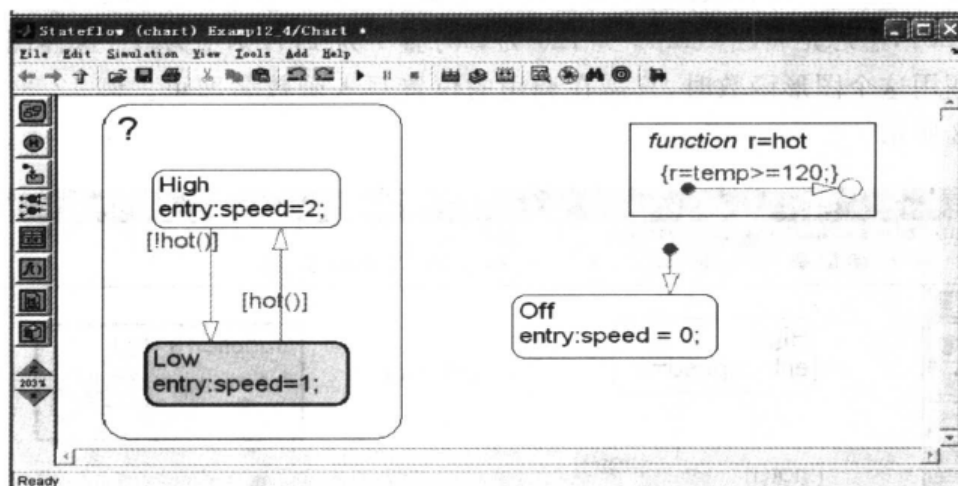 Stateflow (chart) Examp12_4/Chart *
File Edit Simulation View Tools Add Help
?
High
entry:speed=2;
[!hot()]
[hot()]
Low
entry:speed=1;
function r=hot
{r=temp>=120;}
Off
entry:speed = 0;
203%
Ready